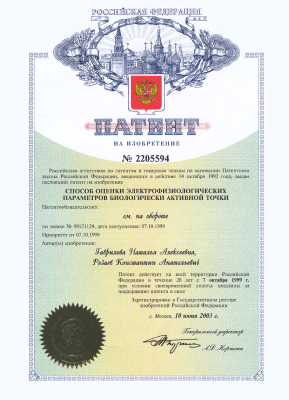 РОССИЙСКАЯ ФЕДЕРАЦИЯ
ПАТЕНТ
НА ИЗОБРЕТЕНИЕ
№ 2205594
Российским агентством по патентам и товарным знакам на основании Патентного
закона Российской Федерации, введенного в действие 14 октября 1992 года, выдан
настоящий патент на изобретение
СПОСОБ ОЦЕНКИ ЭЛЕКТРОФИЗИОЛОГИЧЕСКИХ
ПАРАМЕТРОВ БИОЛОГИЧЕСКИ АКТИВНОЙ ТОЧКИ
Патентообладатель(ли):
см. на обороте
по заявке № 99121134, дата поступления: 07.10.1999
Приоритет от 07.10.1999
Автор(ы) изобретения:
Гаврилова Наталья Алексеевна,
Константин Анатольевич
Патент действует на всей территории Российской
Федерации в течение 20 лет с 7 октября 1999 г.
при условии своевременной уплаты пошлины за
поддержание патента в силе
Зарегистрирован в Государственном реестре
изобретений Российской Федерации
г. Москва, 10 июня 2003 г.
Генеральный директор
А.Д. Корчагин